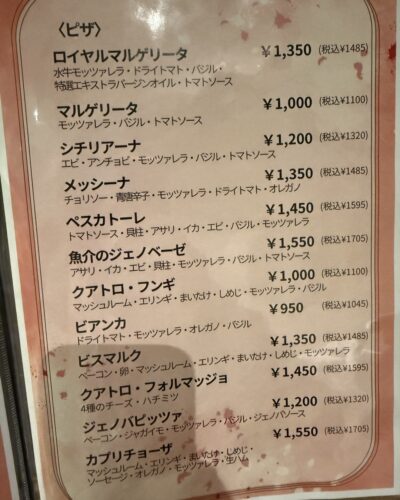 〈ピザ〉
ロイヤルマルゲリータ ¥1,350 (税込¥1485)
水牛モッツァレラ・ドライトマト・バジル・
特選エキストラバージンオイル・トマトソース
マルゲリータ ¥1,000 (税込¥1100)
モッツァレラ・バジル・トマトソース
シチリアーナ ¥1,200 (税込¥1320)
エビ・アンチョビ・モッツァレラ・バジル・トマトソース
メッシーナ ¥1,350 (税込¥1485)
チョリソー・青唐辛子・モッツァレラ・ドライトマト・オレガノ
ペスカトーレ ¥1,450 (税込¥1595)
トマトソース・貝柱・アサリ・イカ・エビ・バジル・モッツァレラ
魚介のジェノベーゼ ¥1,550 (税込¥1705)
アサリ・イカ・エビ・貝柱・モッツァレラ・バジル・トマトソース
クアトロ・フンギ ¥1,000 (税込¥1100)
マッシュルーム・エリンギ・まいたけ・しめじ・モッツァレラ・バジル
ビアンカ ¥950 (税込¥1045)
ドライトマト・モッツァレラ・オレガノ・バジル
ビスマルク ¥1,350 (税込¥1485)
ベーコン・卵・マッシュルーム・エリンギ・まいたけ・しめじ・モッツァレラ
クアトロ・フォルマッジョ ¥1,450 (税込¥1595)
4種のチーズ・ハチミツ
ジェノバピッツァ ¥1,200 (税込¥1320)
ベーコン・ジャガイモ・モッツァレラ・バジル・ジェノバソース
カプリチョーザ ¥1,550 (税込¥1705)
マッシュルーム・エリンギ・まいたけ・しめじ・
ソーセージ・オレガノ・モッツァレラ・生ハム